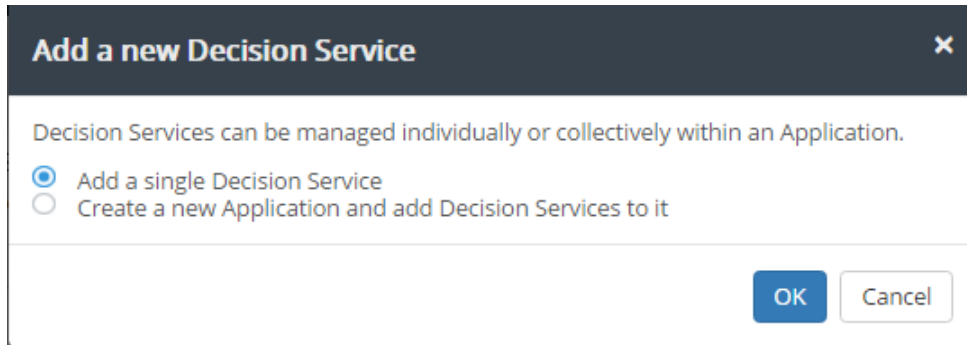 Add a new Decision Service
Decision Services can be managed individually or collectively within an Application.
Add a single Decision Service
Create a new Application and add Decision Services to it
OK
Cancel